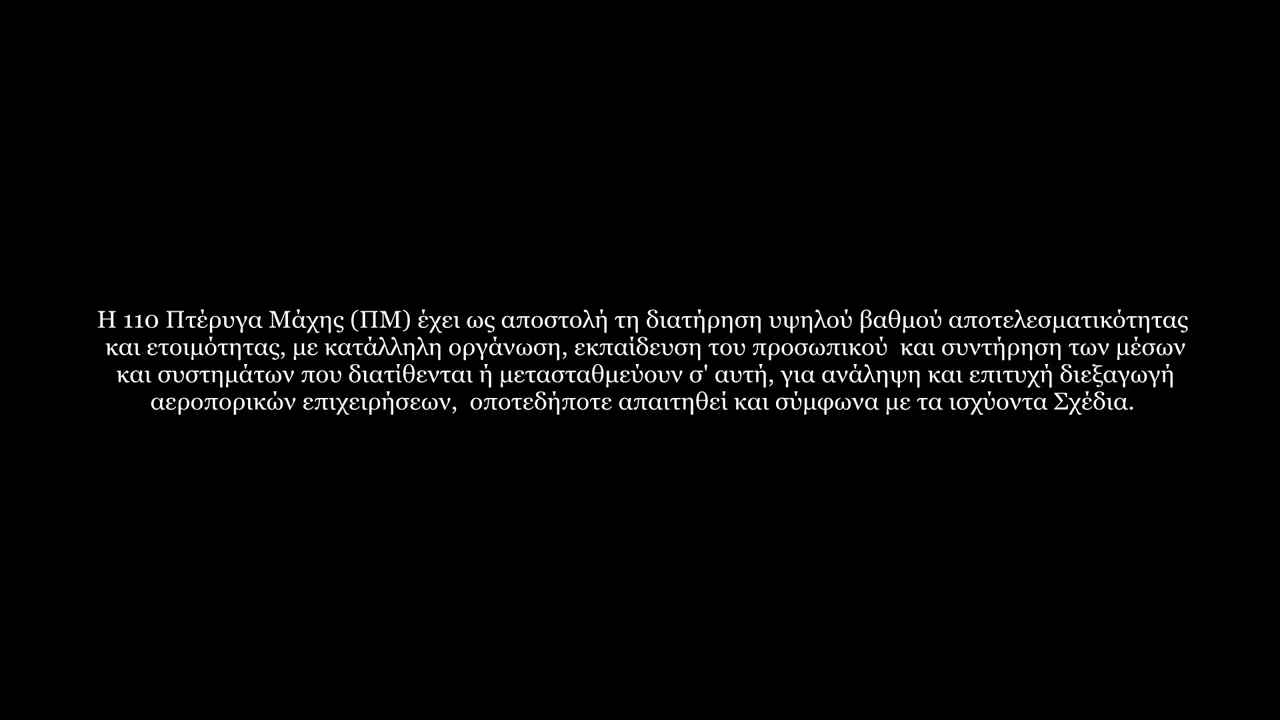 Η 110 Πτέρυγα Μάχης (ΠΜ) έχει ως αποστολή τη διατήρηση υψηλού βαθμού αποτελεσματικότητας
και ετοιμότητας, με κατάλληλη οργάνωση, εκπαίδευση του προσωπικού  και συντήρηση των μέσων
και συστημάτων που διατίθενται ή μετασταθμεύουν σ' αυτή, για ανάληψη και επιτυχή διεξαγωγή
αεροπορικών επιχειρήσεων,  οποτεδήποτε απαιτηθεί και σύμφωνα με τα ισχύοντα Σχέδια.